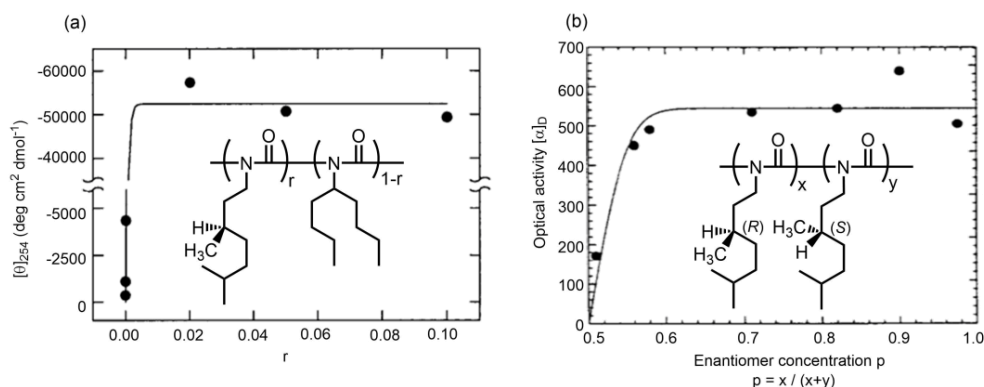 (a)
[θ]254 (deg cm2 dmol-1)
-60000
-50000
-40000
-5000
-2500
0
0.00
0.02
0.04
0.06
0.08
0.10
r
N
O
r
N
O
1-r
H
H3C
(b)
Optical activity [α]D
700
600
500
400
300
200
100
0
0.5
0.6
0.7
0.8
0.9
1.0
Enantiomer concentration p
p = x / (x+y)
N
O
x
N
O
y
H
(R)
H3C
H3C
(S)
H